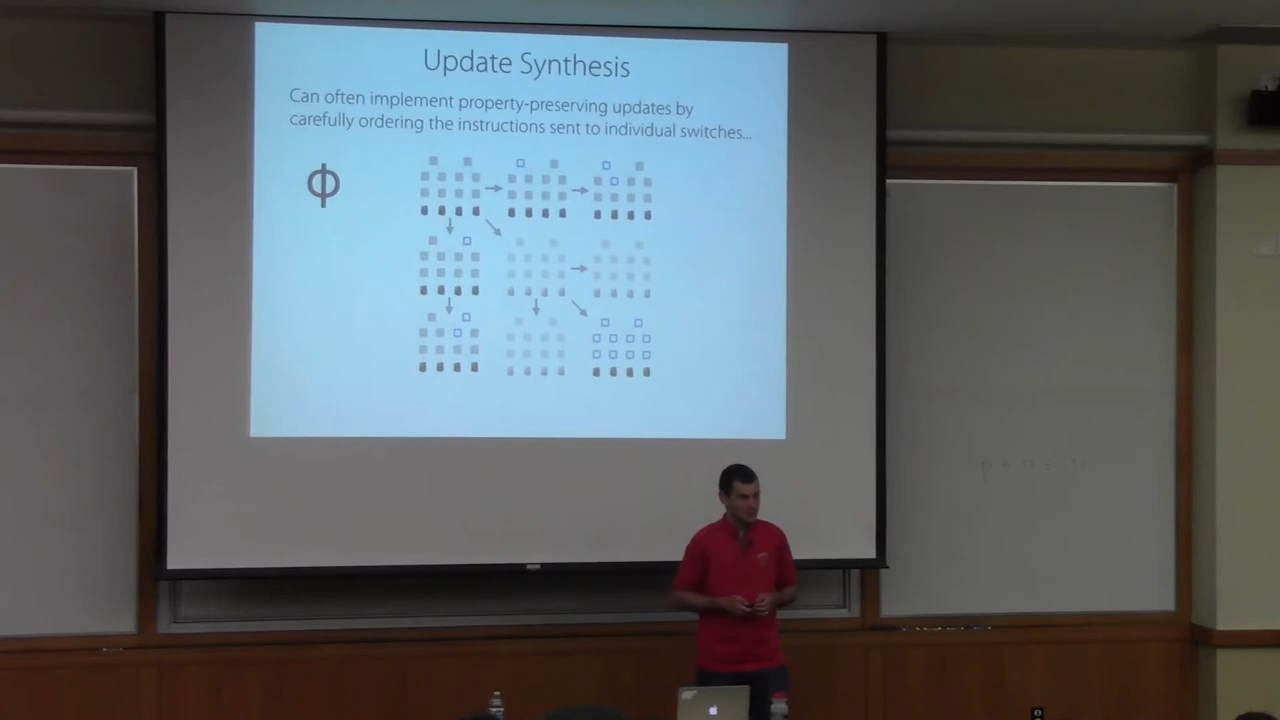 Update Synthesis
Can often implement property-preserving updates by
carefully ordering the instructions sent to individual switches...
ϕ